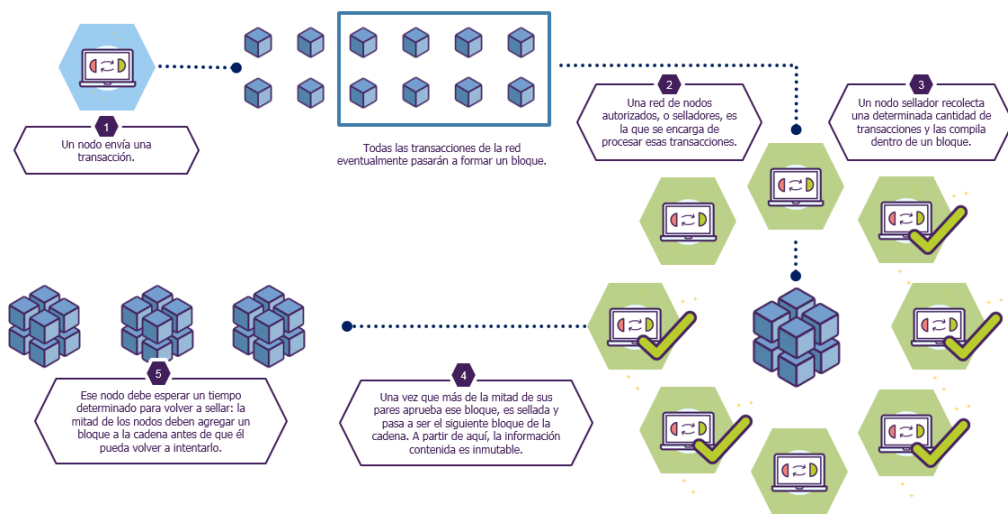 1
Un nodo envía una
transacción.
Todas las transacciones de la red
eventualmente pasarán a formar un bloque.
2
Una red de nodos
autorizados, o selladores, es
la que se encarga de
procesar esas transacciones.
3
Un nodo sellador recolecta
una determinada cantidad de
transacciones y las compila
dentro de un bloque.
4
Una vez que más de la mitad de sus
pares aprueba ese bloque, es sellada y
pasa a ser el siguiente bloque de la
cadena. A partir de aquí, la información
contenida es inmutable.
5
Ese nodo debe esperar un tiempo
determinado para volver a sellar: la
mitad de los nodos deben agregar un
bloque a la cadena antes de que él
pueda volver a intentarlo.